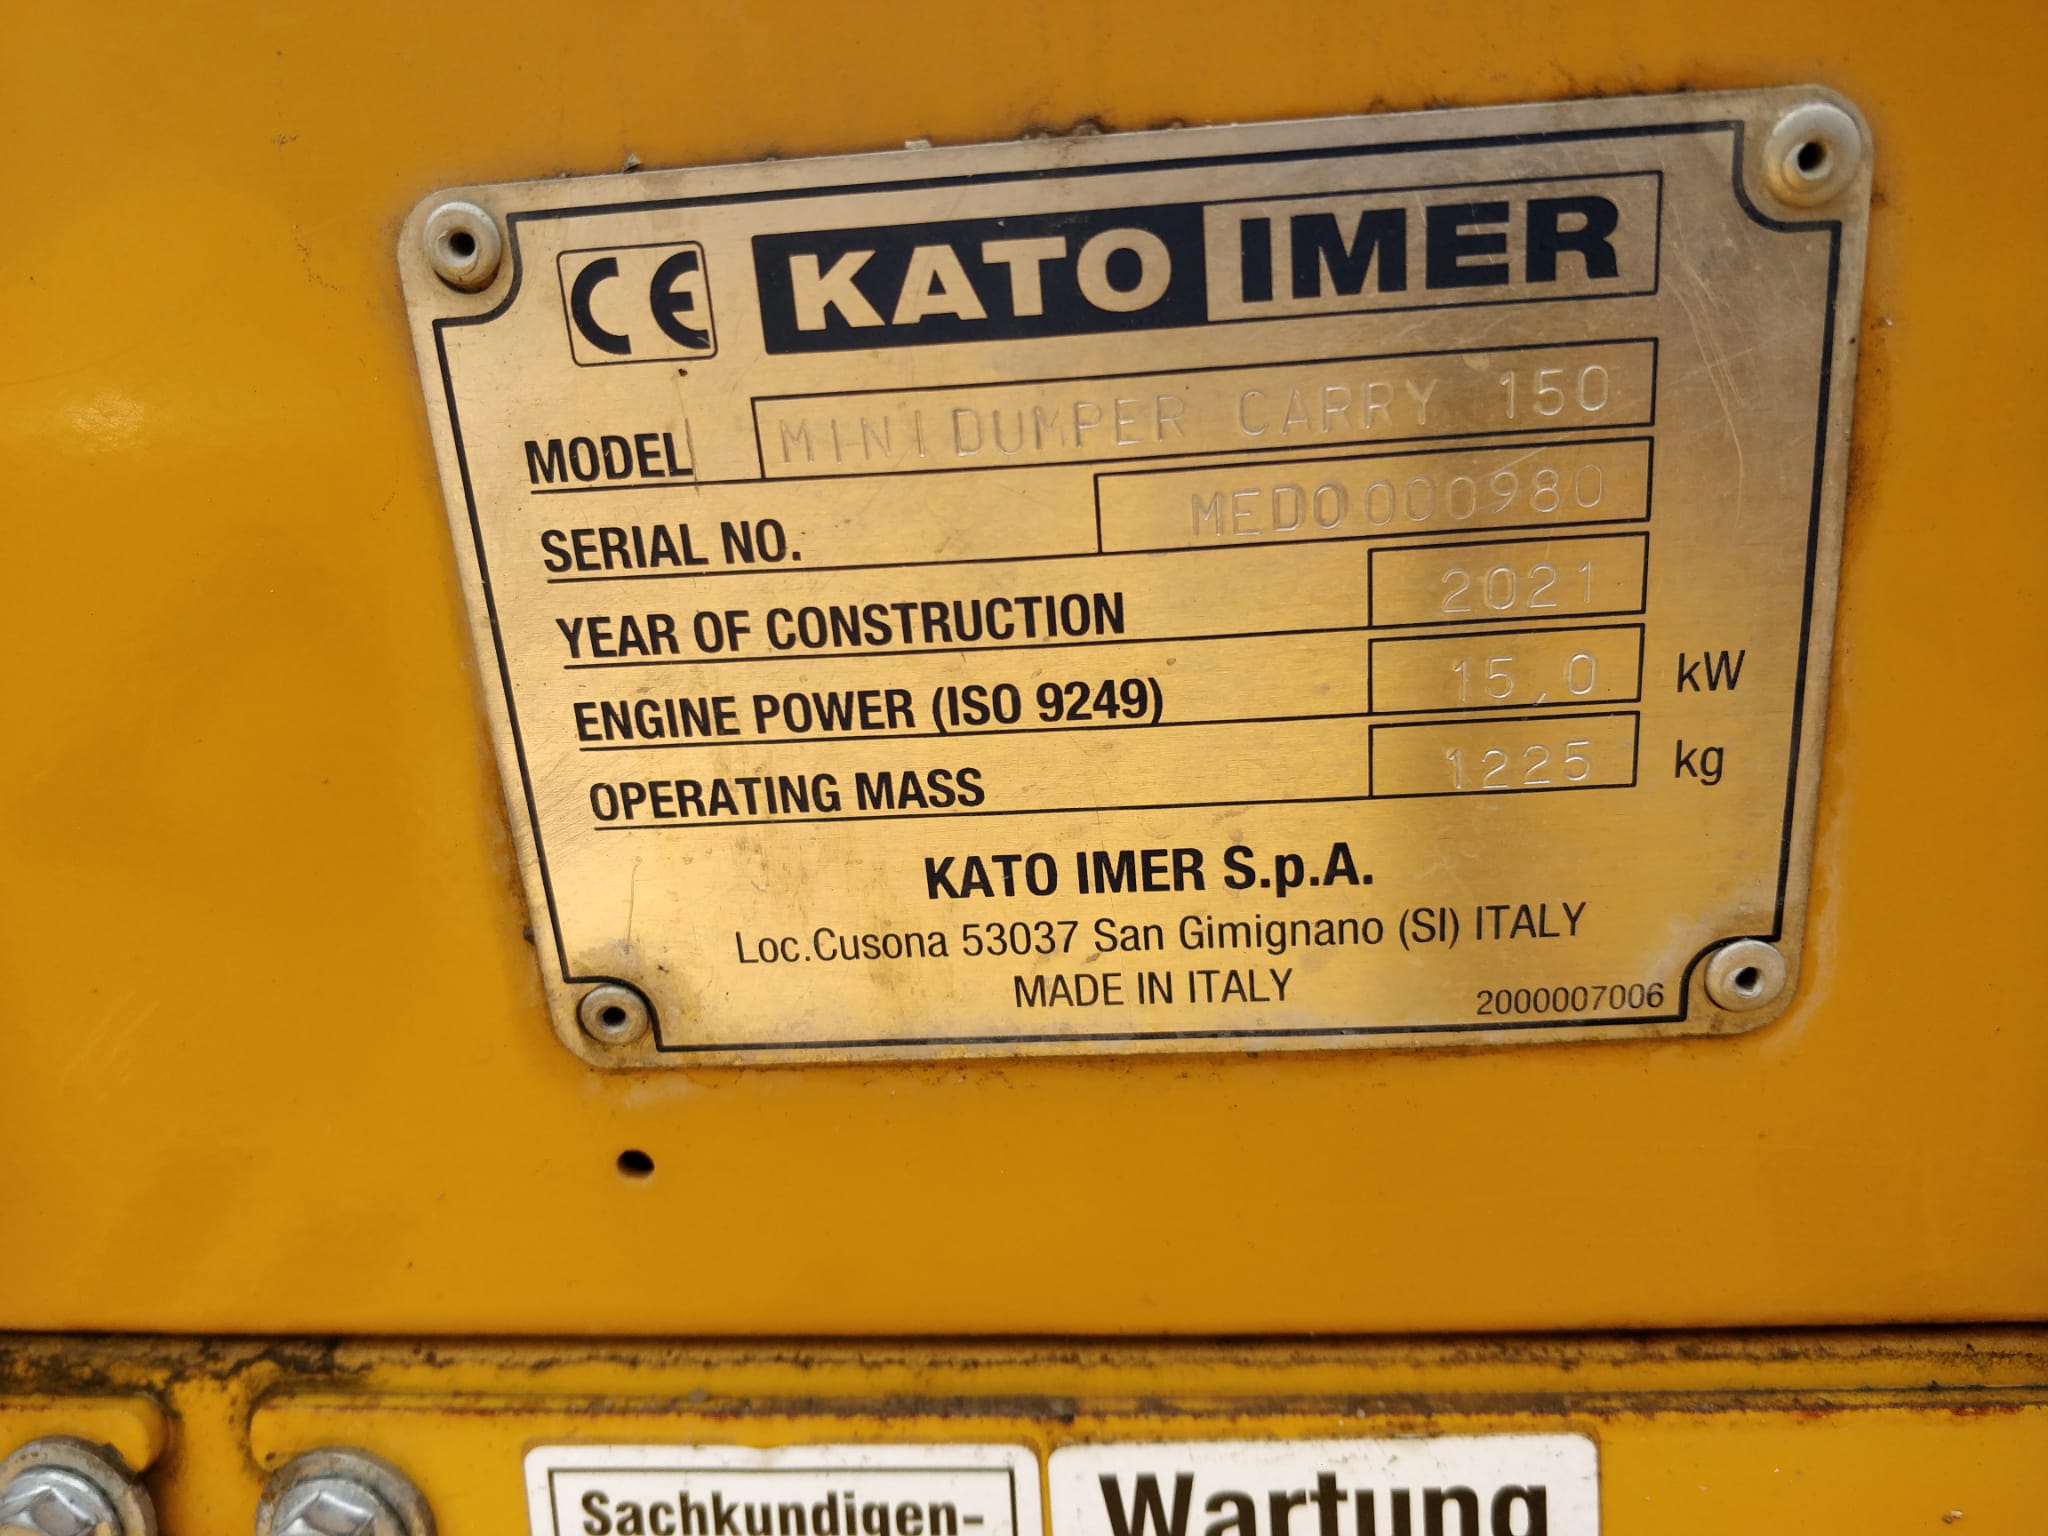 CE KATO IMER
MODEL MINIDUMPER CARRY 150
SERIAL NO. MED0000980
YEAR OF CONSTRUCTION 2021
ENGINE POWER (ISO 9249) 15,0 kW
OPERATING MASS 1225 kg
KATO IMER S.p.A.
Loc.Cusona 53037 San Gimignano (SI) ITALY
MADE IN ITALY
2000007006
Sachkundigen-
Wartung